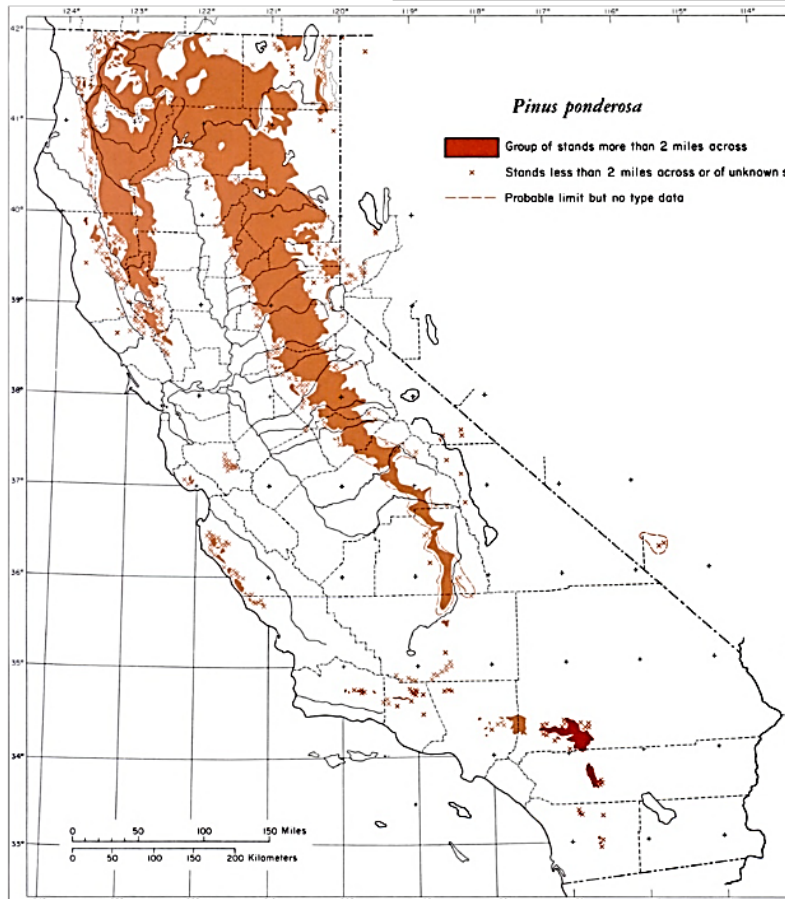 124° 123° 122° 121° 120° 119° 118° 117° 116° 115° 114°
42°
41°
Pinus ponderosa
Group of stands more than 2 miles across
Stands less than 2 miles across or of unknown s
Probable limit but no type data
40°
39°
38°
37°
36°
35°
34°
0 50 100 150 Miles
33°
0 50 100 150 200 Kilometers